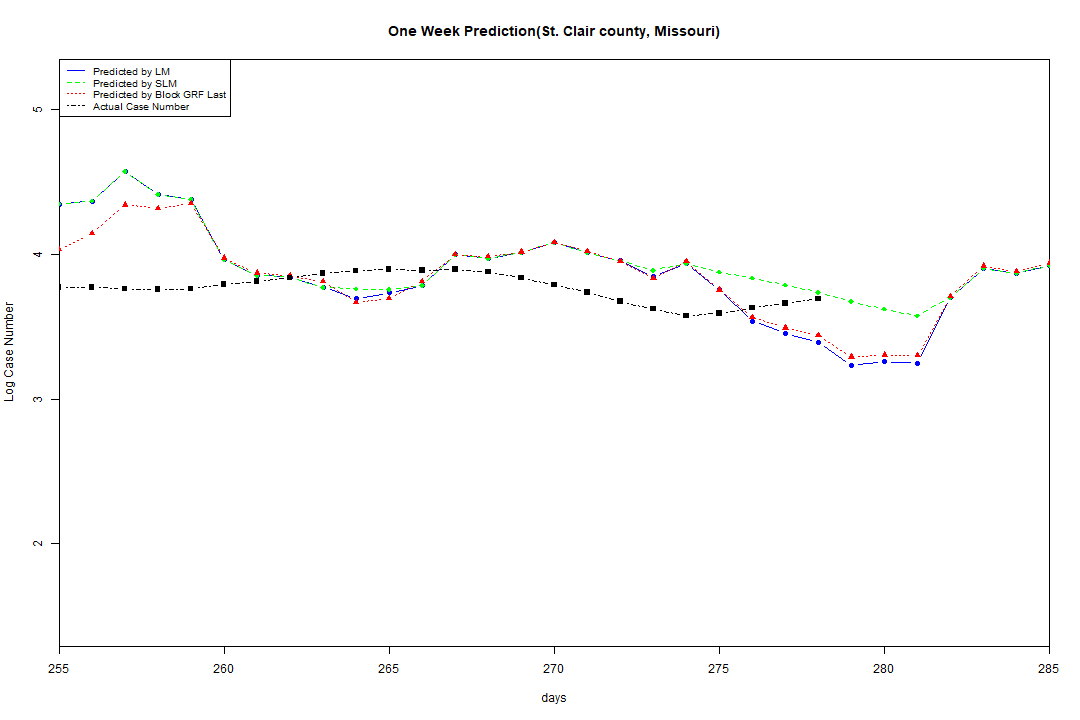 One Week Prediction(St. Clair county, Missouri)
Predicted by LM
Predicted by SLM
Predicted by Block GRF Last
Actual Case Number
5
4
3
2
Log Case Number
255 260 265 270 275 280 285
days